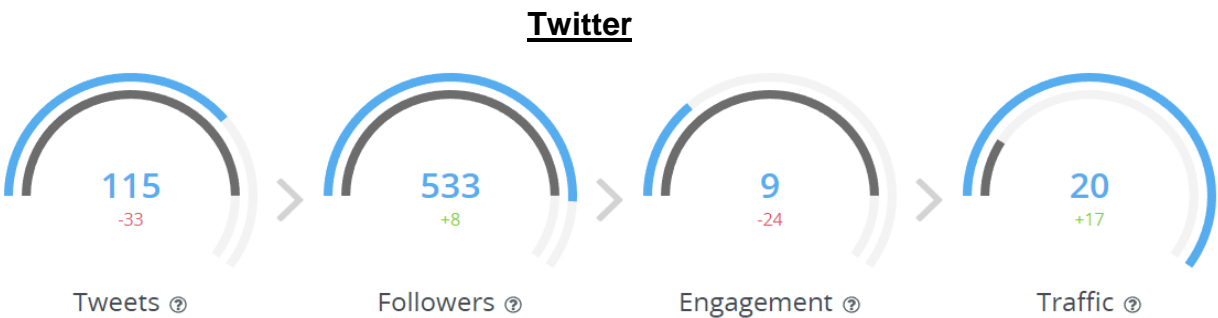 Twitter
115 533 9 20
-33 +8 -24 +17
Tweets ? Followers ? Engagement ? Traffic ?